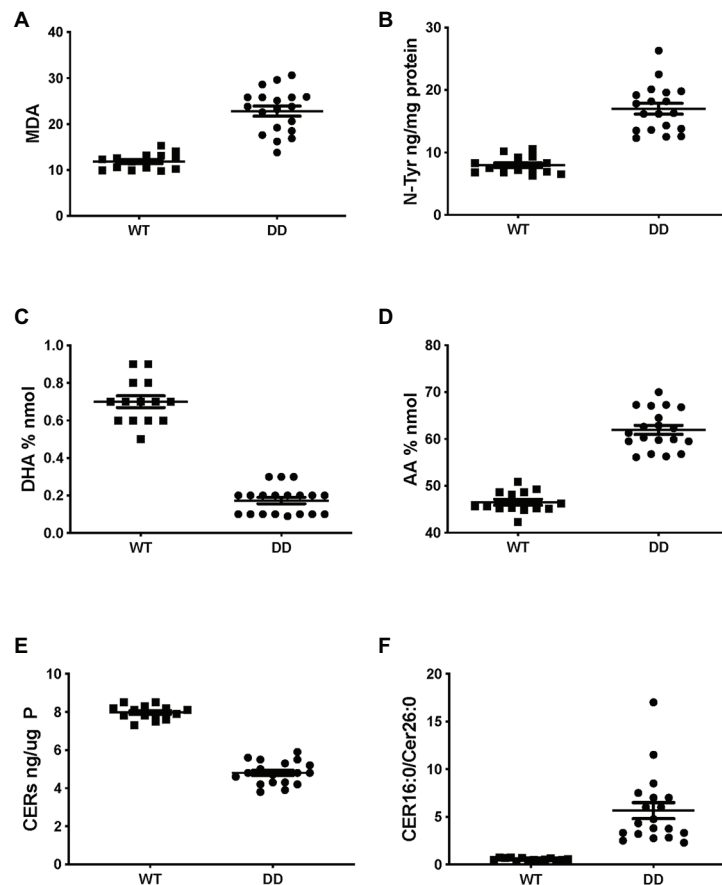 A
MDA
40
30
20
10
0
WT
DD
B
N-Tyr ng/mg protein
30
20
10
0
WT
DD
C
DHA % nmol
1.0
0.8
0.6
0.4
0.2
0.0
WT
DD
D
AA % nmol
80
70
60
50
40
WT
DD
E
CERs ng/ug P
10
8
6
4
2
0
WT
DD
F
CER16:0/Cer26:0
20
15
10
5
0
WT
DD